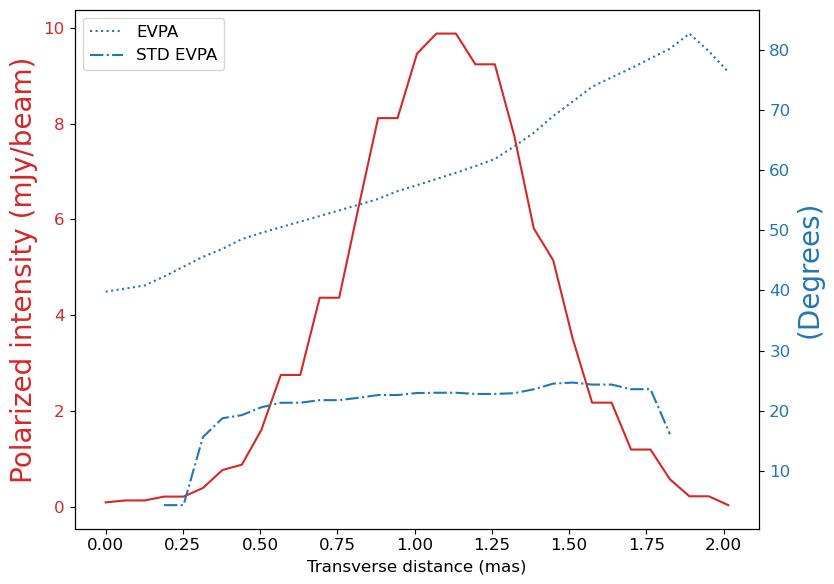 EVPA
STD EVPA
Polarized intensity (mJy/beam)
10
8
6
4
2
0
80
70
60
50
40
30
20
10
(Degrees)
0.00 0.25 0.50 0.75 1.00 1.25 1.50 1.75 2.00
Transverse distance (mas)